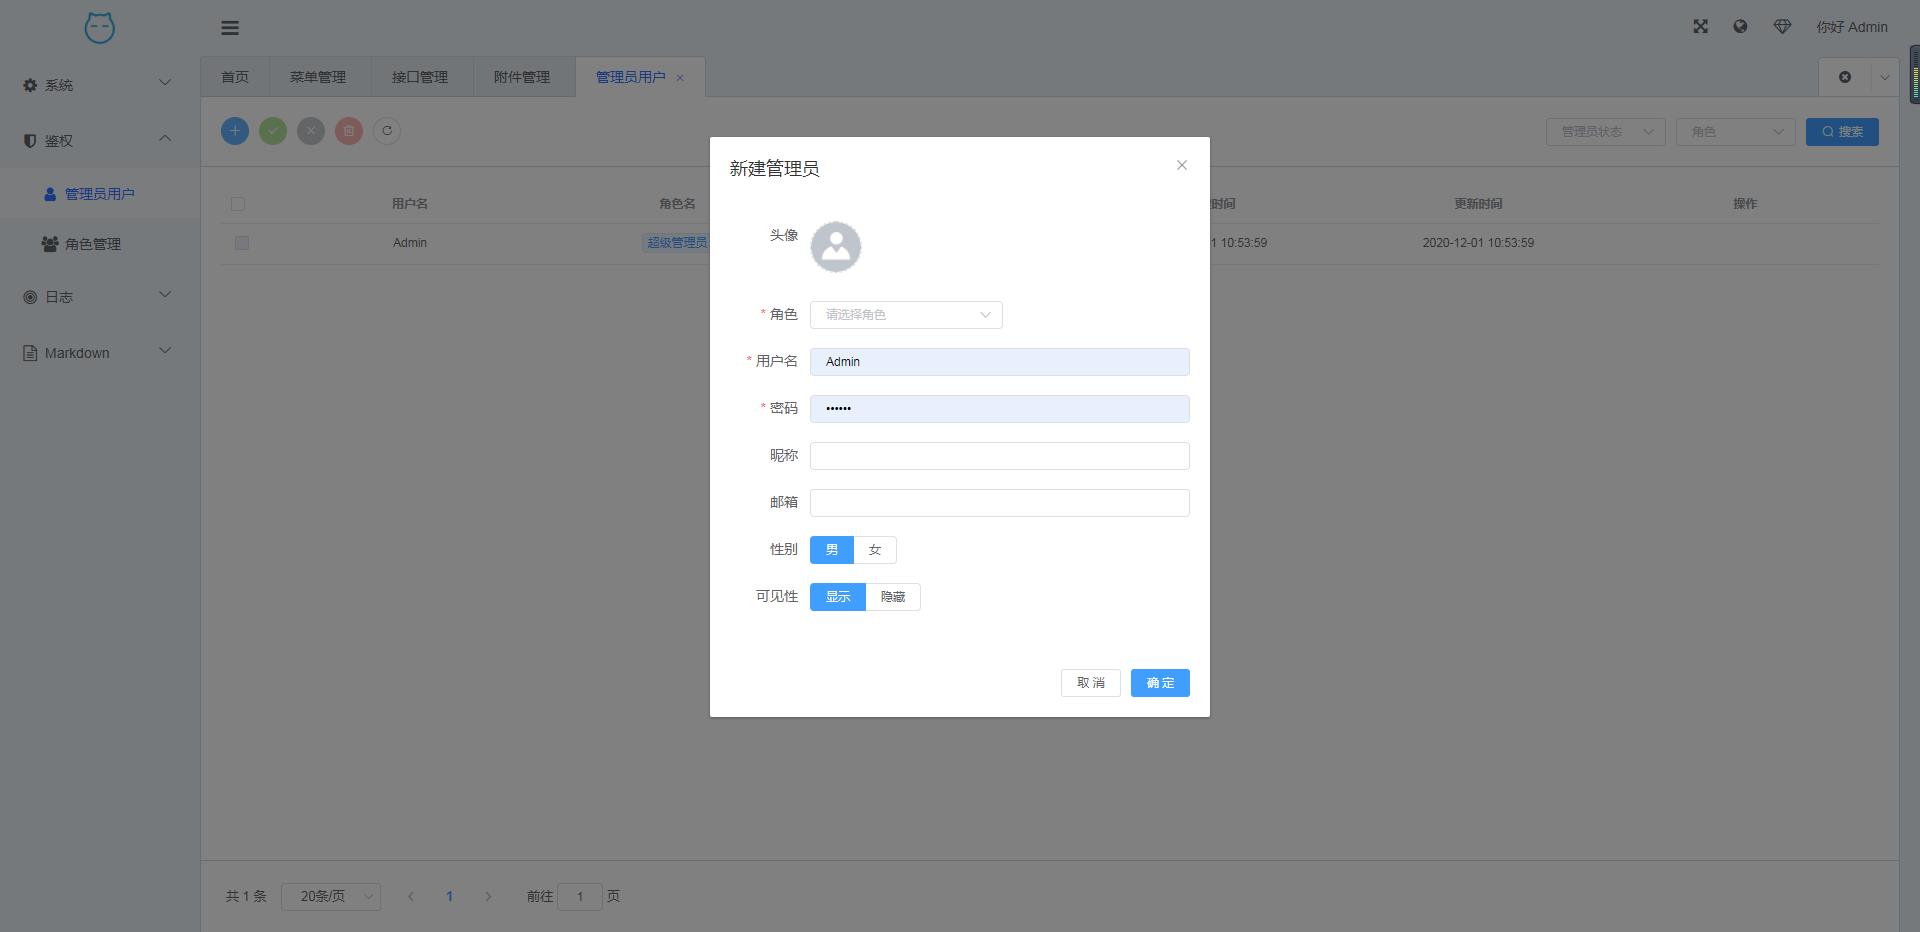 你好 Admin
系统
鉴权
管理员用户
角色管理
日志
Markdown
首页 菜单管理 接口管理 附件管理 管理员用户
管理员状态 角色 搜索
用户名 角色名 时间 更新时间 操作
Admin 超级管理员 1 10:53:59 2020-12-01 10:53:59
新建管理员
头像
* 角色 请选择角色
* 用户名 Admin
* 密码 ••••••
昵称
邮箱
性别 男 女
可见性 显示 隐藏
取 消 确 定
共 1 条 20条/页 1 前往 1 页